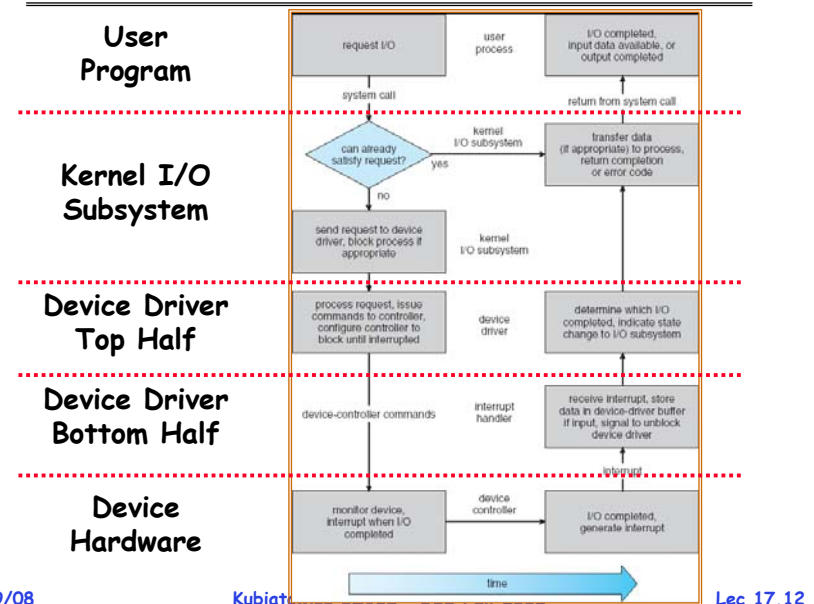 User
Program
request I/O
user
process
I/O completed,
input data available, or
output completed
system call
return from system call
Kernel I/O
Subsystem
can already
satisfy request?
yes
no
kernel
I/O subsystem
transfer data
(if appropriate) to process,
return completion
or error code
send request to device
driver, block process if
appropriate
kernel
I/O subsystem
Device Driver
Top Half
process request, issue
commands to controller,
configure controller to
block until interrupted
device
driver
determine which I/O
completed, indicate state
change to I/O subsystem
Device Driver
Bottom Half
device-controller commands
interrupt
handler
receive interrupt, store
data in device-driver buffer
if input, signal to unblock
device driver
interrupt
Device
Hardware
monitor device,
interrupt when I/O
completed
device
controller
I/O completed,
generate interrupt
time
9/08
Lec 17.12